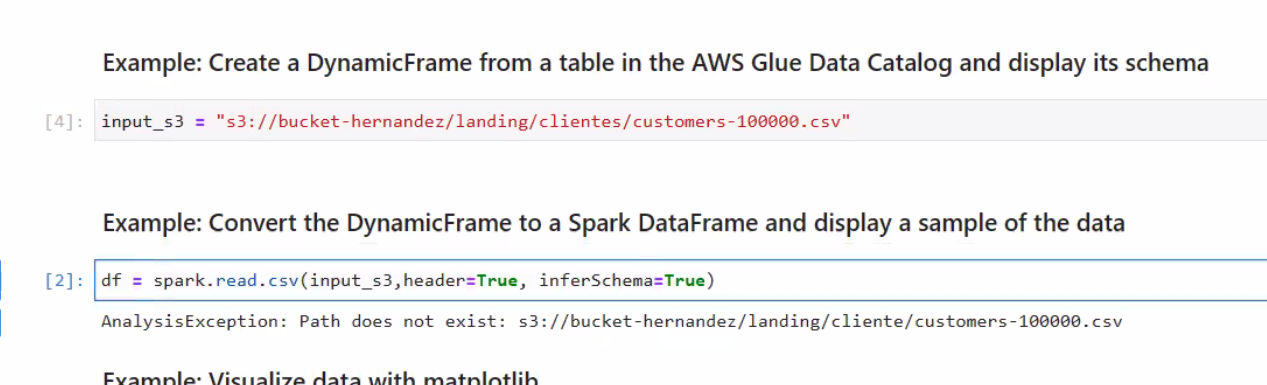 Example: Create a DynamicFrame from a table in the AWS Glue Data Catalog and display its schema
[4]: input_s3 = "s3://bucket-hernandez/landing/clientes/customers-100000.csv"
Example: Convert the DynamicFrame to a Spark DataFrame and display a sample of the data
[2]: df = spark.read.csv(input_s3,header=True, inferSchema=True)
AnalysisException: Path does not exist: s3://bucket-hernandez/landing/cliente/customers-100000.csv
Example: Visualize data with matplotlib